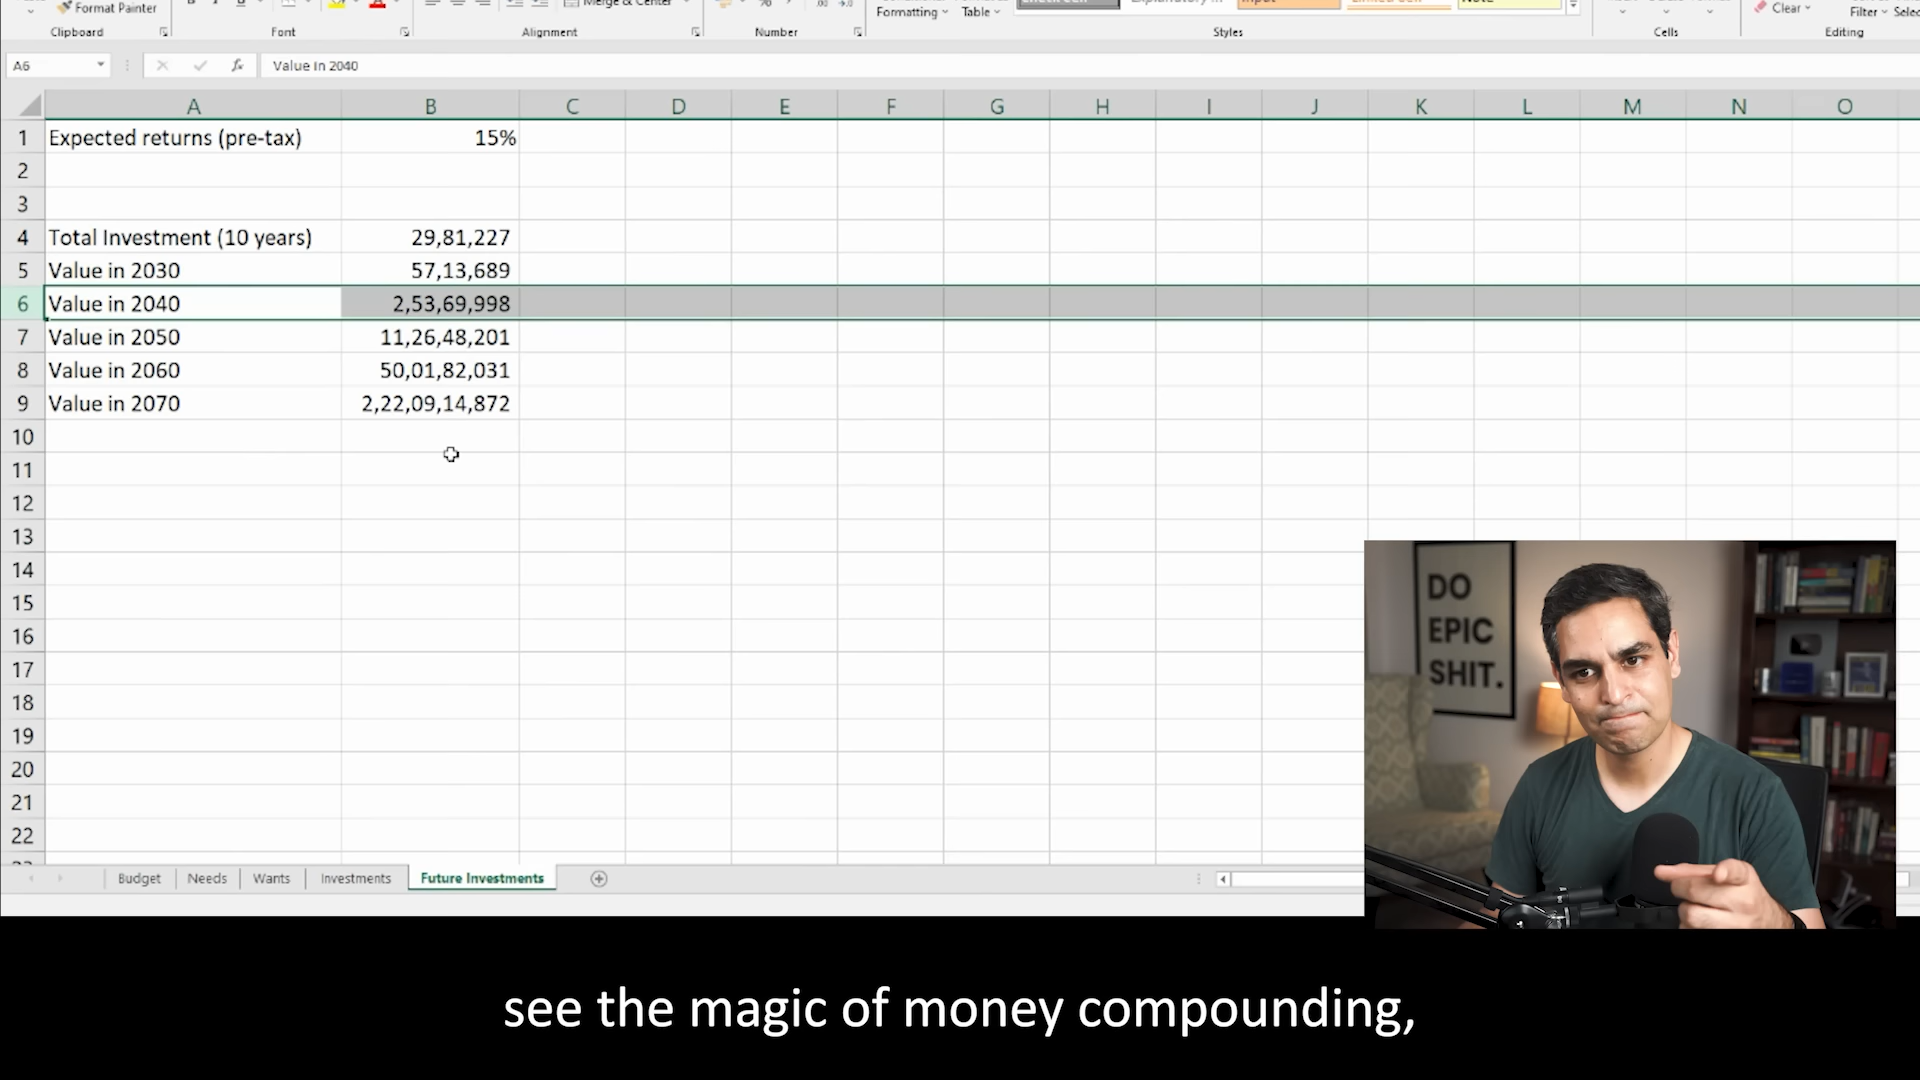 Format Painter
Merge & Center
Formatting
Table
Clear
Filter
Clipboard
Font
Alignment
Number
Styles
Cells
Editing
A6
fx
Value in 2040
A B C D E F G H I J K L M N O
1 Expected returns (pre-tax) 15%
2
3
4 Total Investment (10 years) 29,81,227
5 Value in 2030 57,13,689
6 Value in 2040 2,53,69,998
7 Value in 2050 11,26,48,201
8 Value in 2060 50,01,82,031
9 Value in 2070 2,22,09,14,872
10
11
12
13
14
15
16
17
18
19
20
21
22
DO
EPIC
SHIT.
Budget Needs Wants Investments Future Investments
see the magic of money compounding,